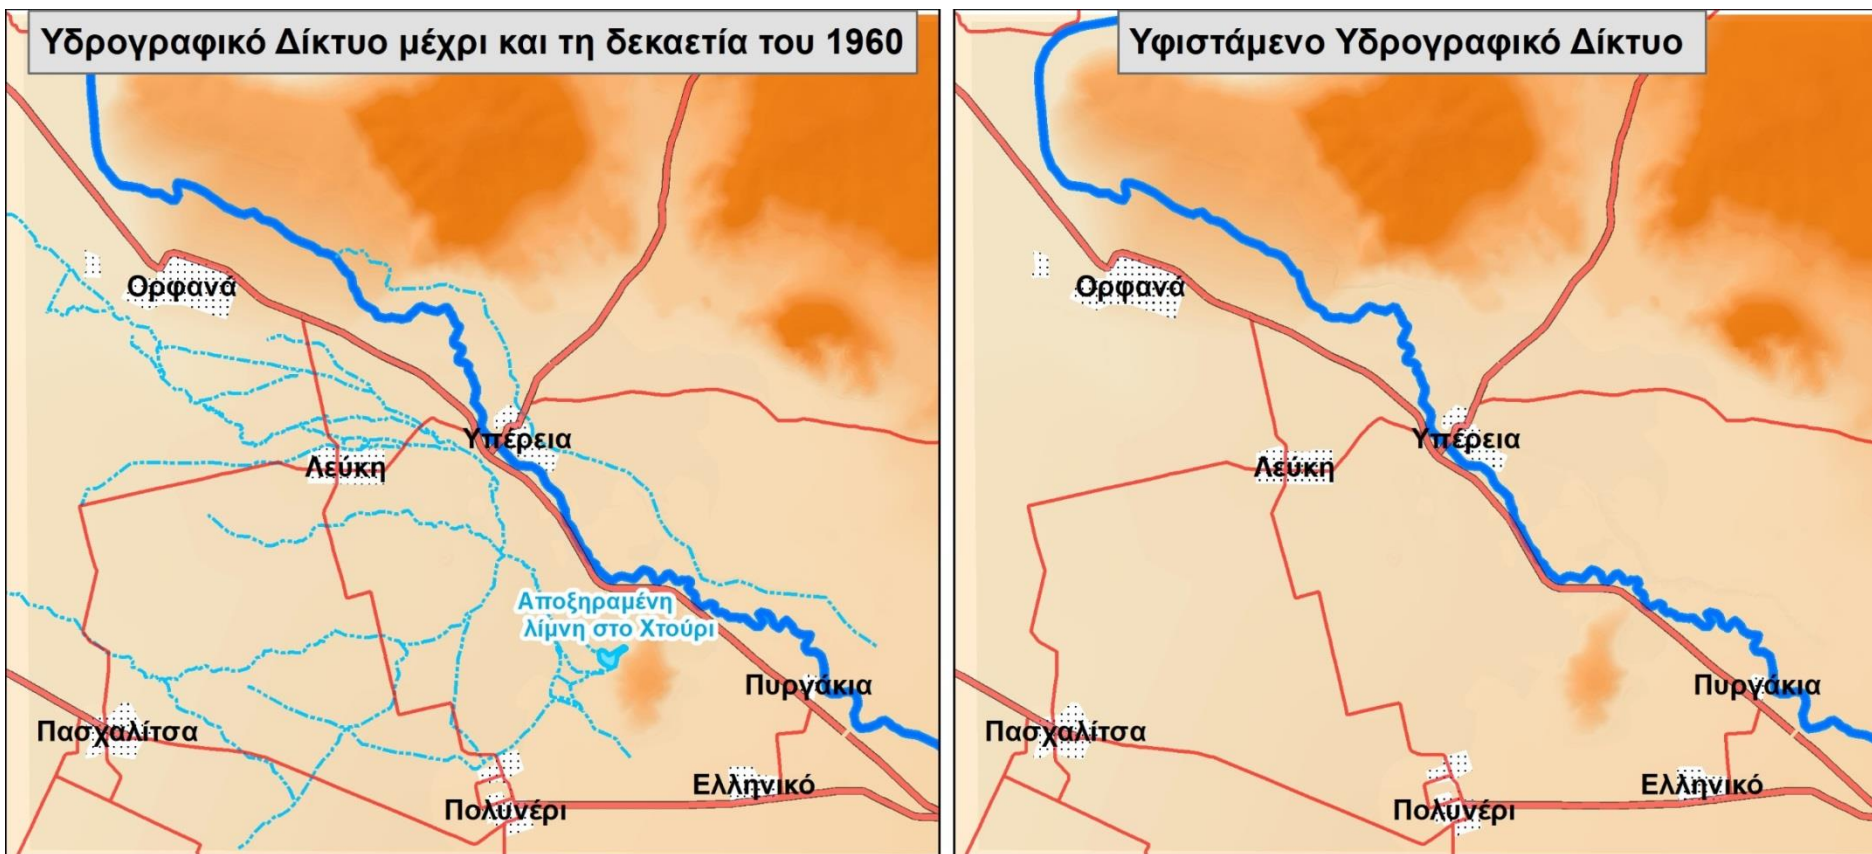 Υδρογραφικό Δίκτυο μέχρι και τη δεκαετία του 1960
Ορφανά
Υπέρεια
Λεύκη
Αποξηραμένη
λίμνη στο Χτούρι
Πυργάκια
Πασχαλίτσα
Ελληνικό
Πολυνέρι
Υφιστάμενο Υδρογραφικό Δίκτυο
Ορφανά
Υπέρεια
Λεύκη
Πυργάκια
Πασχαλίτσα
Ελληνικό
Πολυνέρι